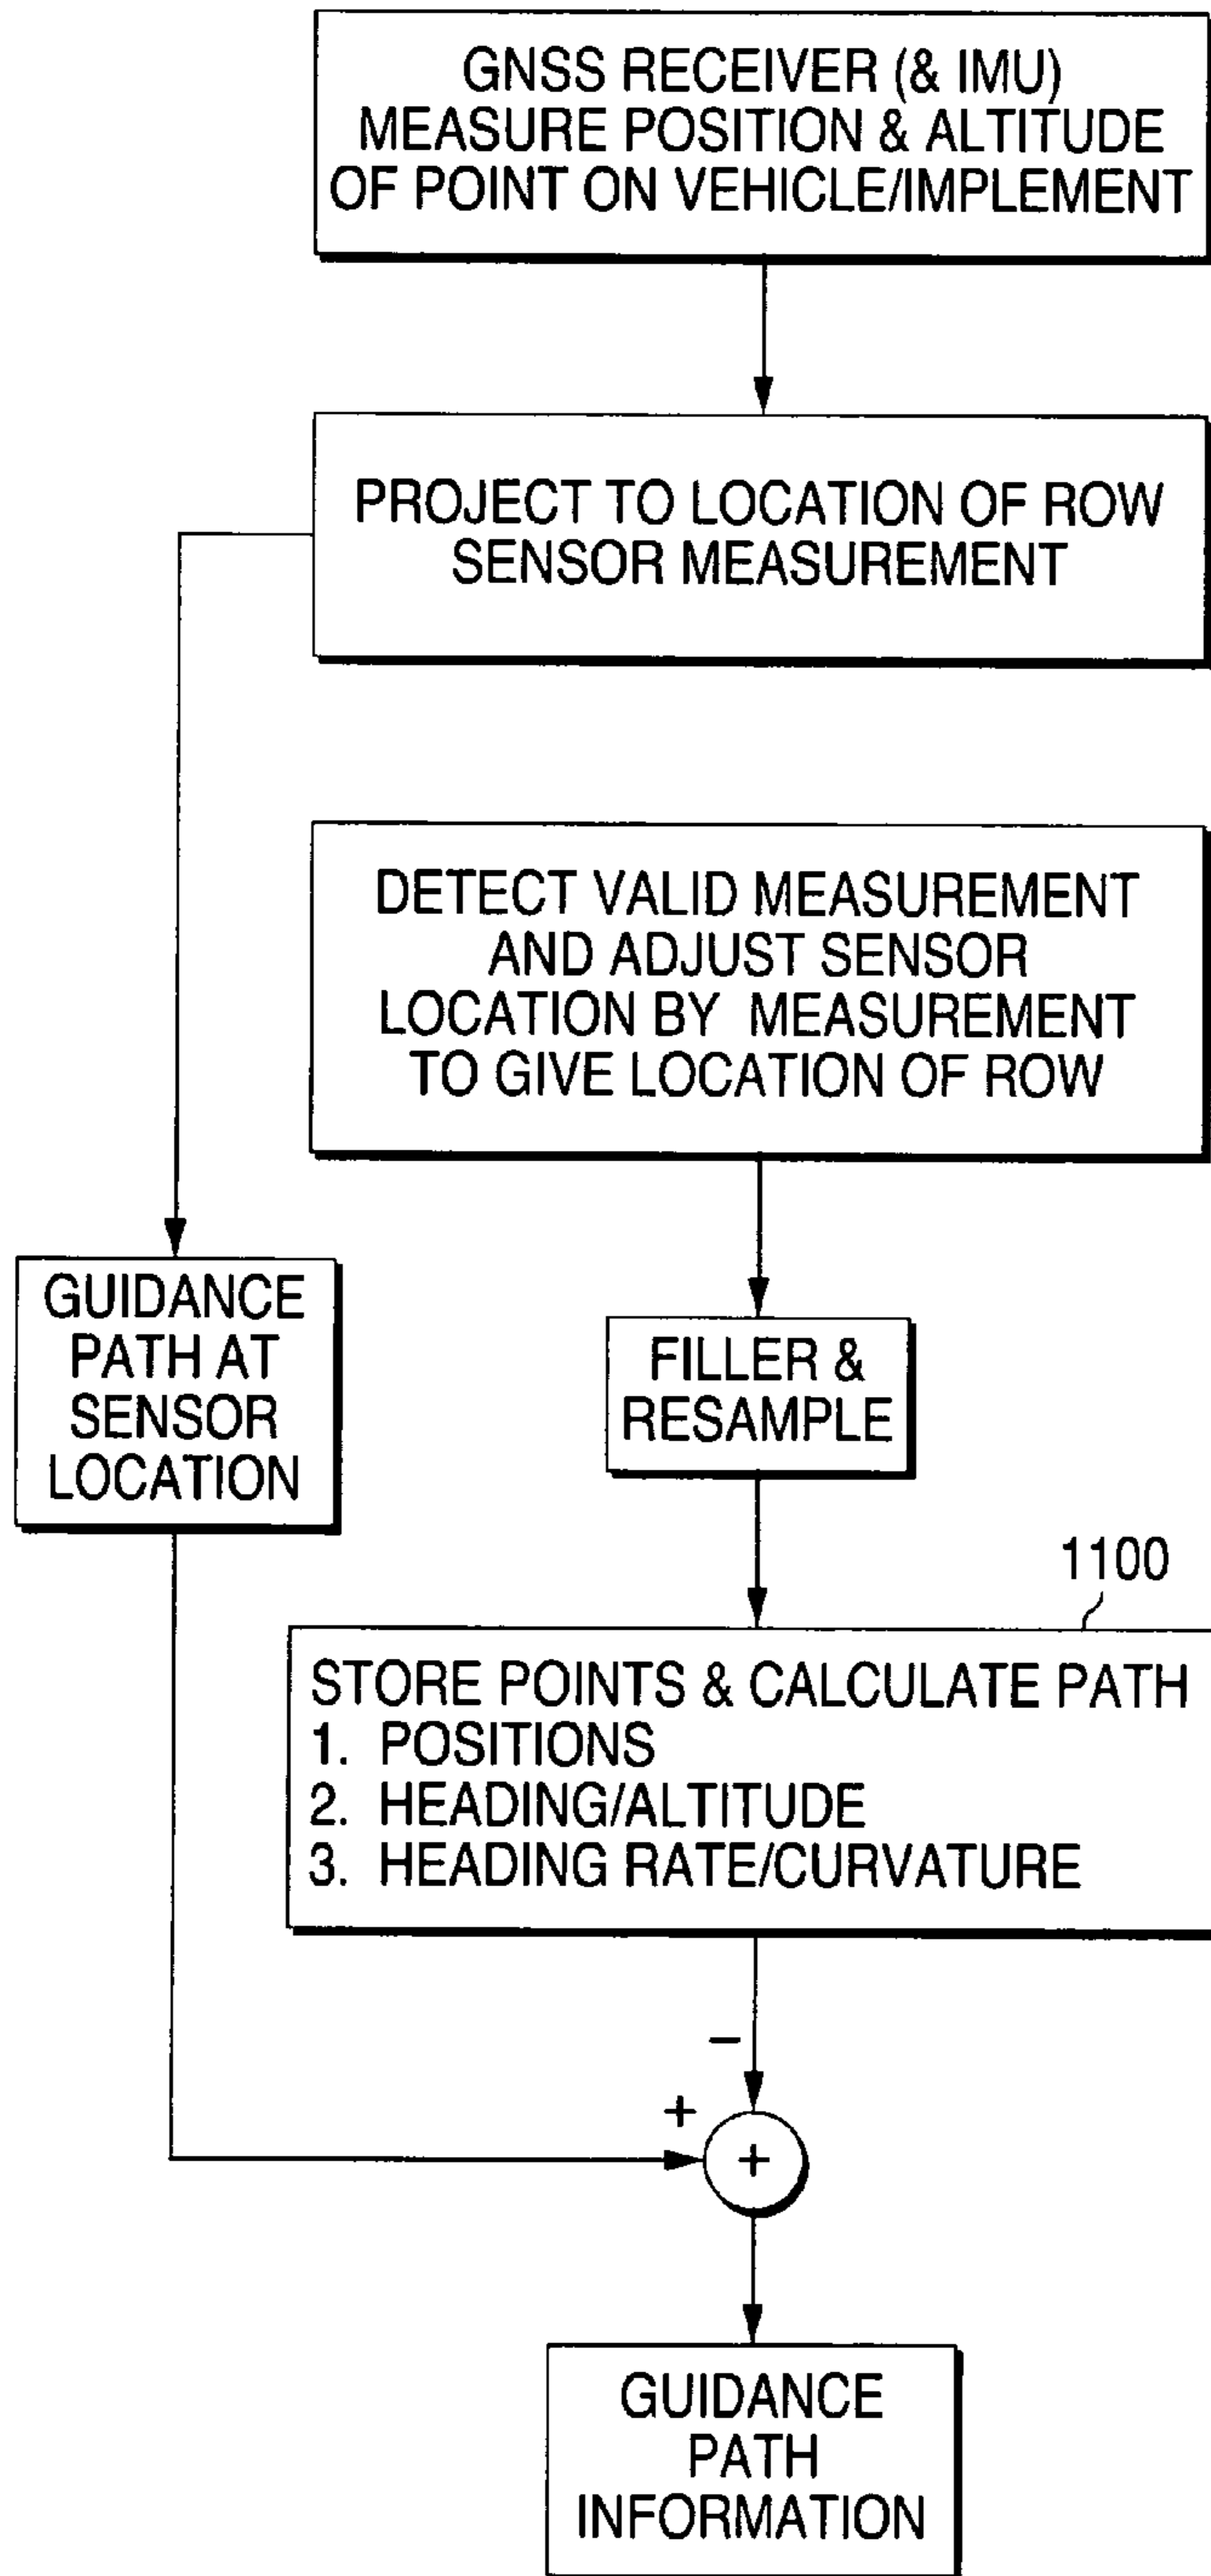 GNSS RECEIVER (& IMU)
MEASURE POSITION & ALTITUDE
OF POINT ON VEHICLE/IMPLEMENT
PROJECT TO LOCATION OF ROW
SENSOR MEASUREMENT
DETECT VALID MEASUREMENT
AND ADJUST SENSOR
LOCATION BY MEASUREMENT
TO GIVE LOCATION OF ROW
GUIDANCE
PATH AT
SENSOR
LOCATION
FILLER &
RESAMPLE
1100
STORE POINTS & CALCULATE PATH
1. POSITIONS
2. HEADING/ALTITUDE
3. HEADING RATE/CURVATURE
–
+
+
GUIDANCE
PATH
INFORMATION